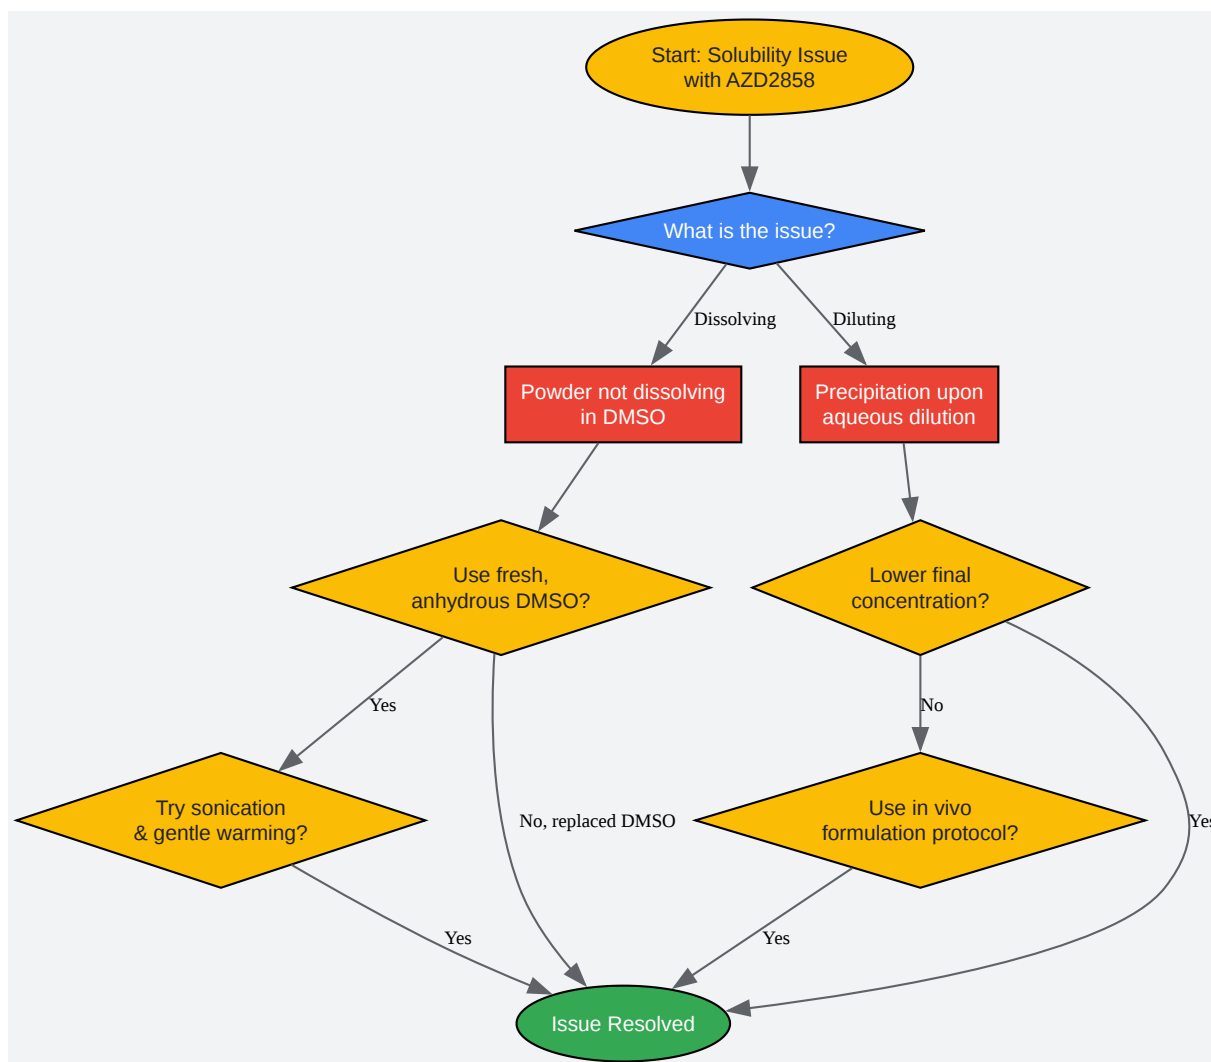 Start: Solubility Issue
with AZD2858
What is the issue?
Dissolving
Diluting
Powder not dissolving
in DMSO
Precipitation upon
aqueous dilution
Use fresh,
anhydrous DMSO?
Lower final
concentration?
Yes
No
Try sonication
& gentle warming?
No, replaced DMSO
Use in vivo
formulation protocol?
Yes
Yes
Yes
Issue Resolved